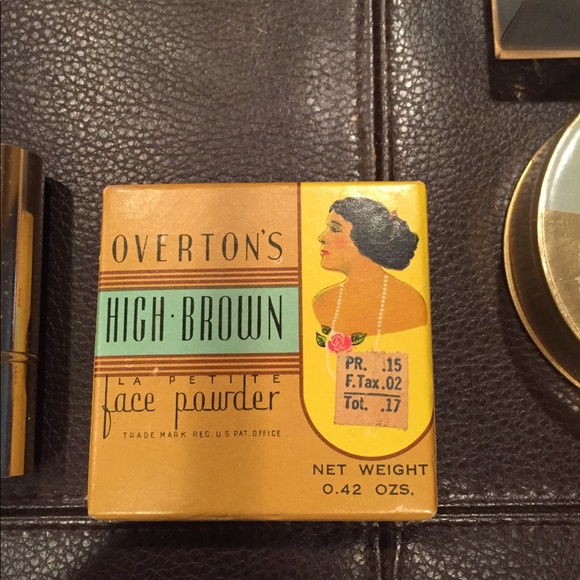 OVERTON'S
HIGH·BROWN
LA PETITE
face powder
TRADE MARK REG. U S PAT. OFFICE
PR. .15
F.Tax .02
Tot. .17
NET WEIGHT
0.42 OZS.